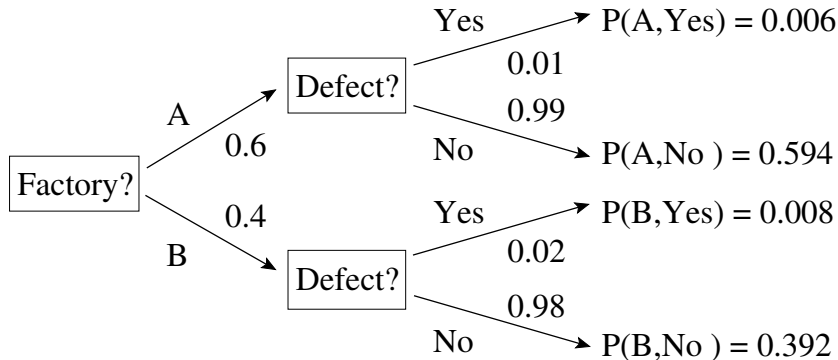 Yes
P(A,Yes) = 0.006
0.01
Defect?
0.99
A
0.6
No
P(A,No ) = 0.594
Factory?
Yes
P(B,Yes) = 0.008
0.4
0.02
B
Defect?
0.98
No
P(B,No ) = 0.392